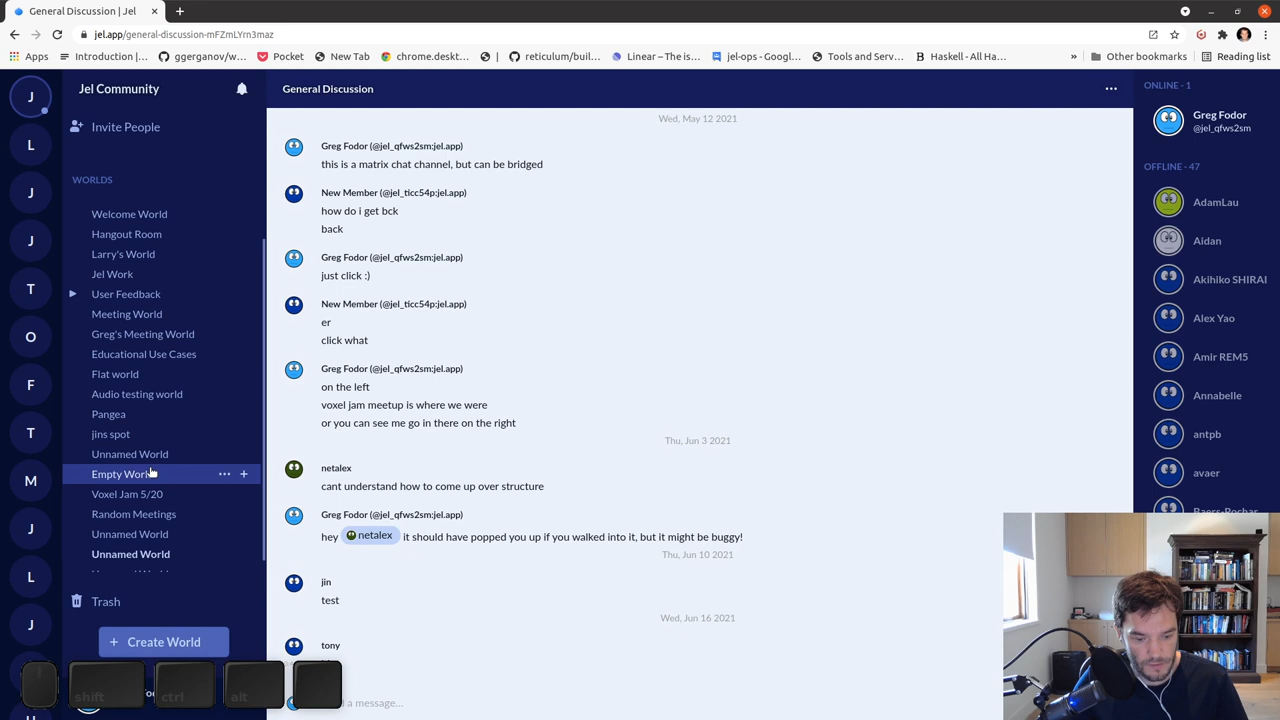 General Discussion | Jel
jel.app/general-discussion-mFZmLYrn3maz
Apps
Introduction |...
ggerganov/w...
Pocket
New Tab
chrome.deskt...
|
reticulum/buil...
Linear – The is...
jel-ops - Googl...
Tools and Serv...
Haskell - All Ha...
»
Other bookmarks
Reading list
J
L
J
J
T
O
F
T
M
J
L
J
Jel Community
Invite People
WORLDS
Welcome World
Hangout Room
Larry's World
Jel Work
User Feedback
Meeting World
Greg's Meeting World
Educational Use Cases
Flat world
Audio testing world
Pangea
jins spot
Unnamed World
Empty World
Voxel Jam 5/20
Random Meetings
Unnamed World
Unnamed World
Trash
+ Create World
shift
ctrl
alt
General Discussion
Wed, May 12 2021
Greg Fodor (@jel_qfws2sm:jel.app)
this is a matrix chat channel, but can be bridged
New Member (@jel_ticc54p:jel.app)
how do i get bck
back
Greg Fodor (@jel_qfws2sm:jel.app)
just click :)
New Member (@jel_ticc54p:jel.app)
er
click what
Greg Fodor (@jel_qfws2sm:jel.app)
on the left
voxel jam meetup is where we were
or you can see me go in there on the right
Thu, Jun 3 2021
netalex
cant understand how to come up over structure
Greg Fodor (@jel_qfws2sm:jel.app)
hey netalex it should have popped you up if you walked into it, but it might be buggy!
Thu, Jun 10 2021
jin
test
Wed, Jun 16 2021
tony
a message...
ONLINE - 1
Greg Fodor
@jel_qfws2sm
OFFLINE - 47
AdamLau
Aidan
Akihiko SHIRAI
Alex Yao
Amir REM5
Annabelle
antpb
avaer